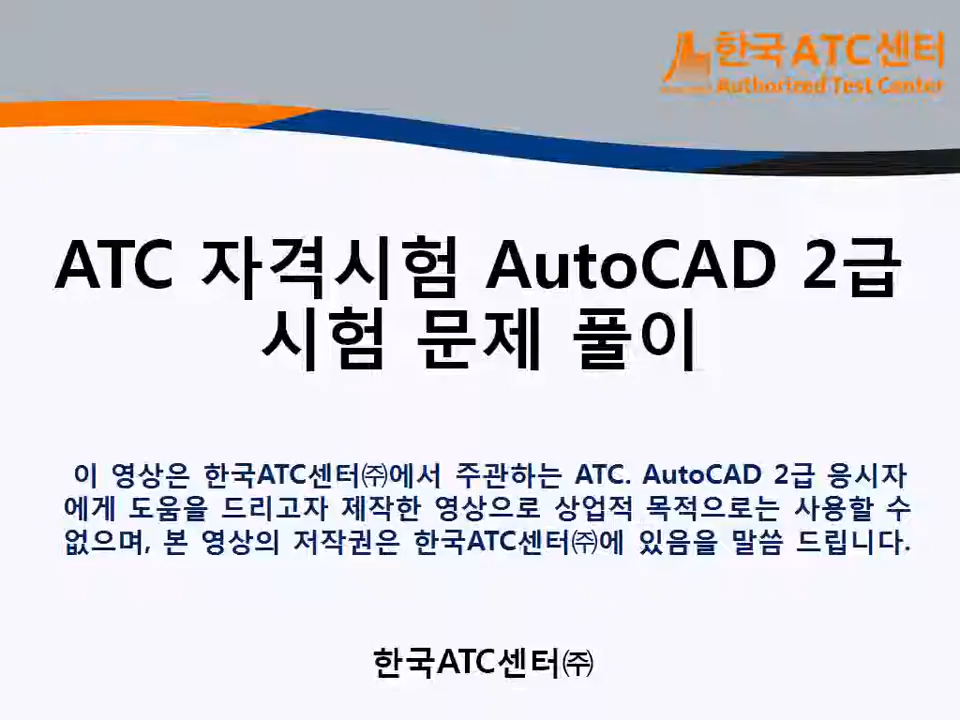 한국ATC센터
Authorized Test Center
ATC 자격시험 AutoCAD 2급
시험 문제 풀이
이 영상은 한국ATC센터㈜에서 주관하는 ATC. AutoCAD 2급 응시자
에게 도움을 드리고자 제작한 영상으로 상업적 목적으로는 사용할 수
없으며, 본 영상의 저작권은 한국ATC센터㈜에 있음을 말씀 드립니다.
한국ATC센터㈜